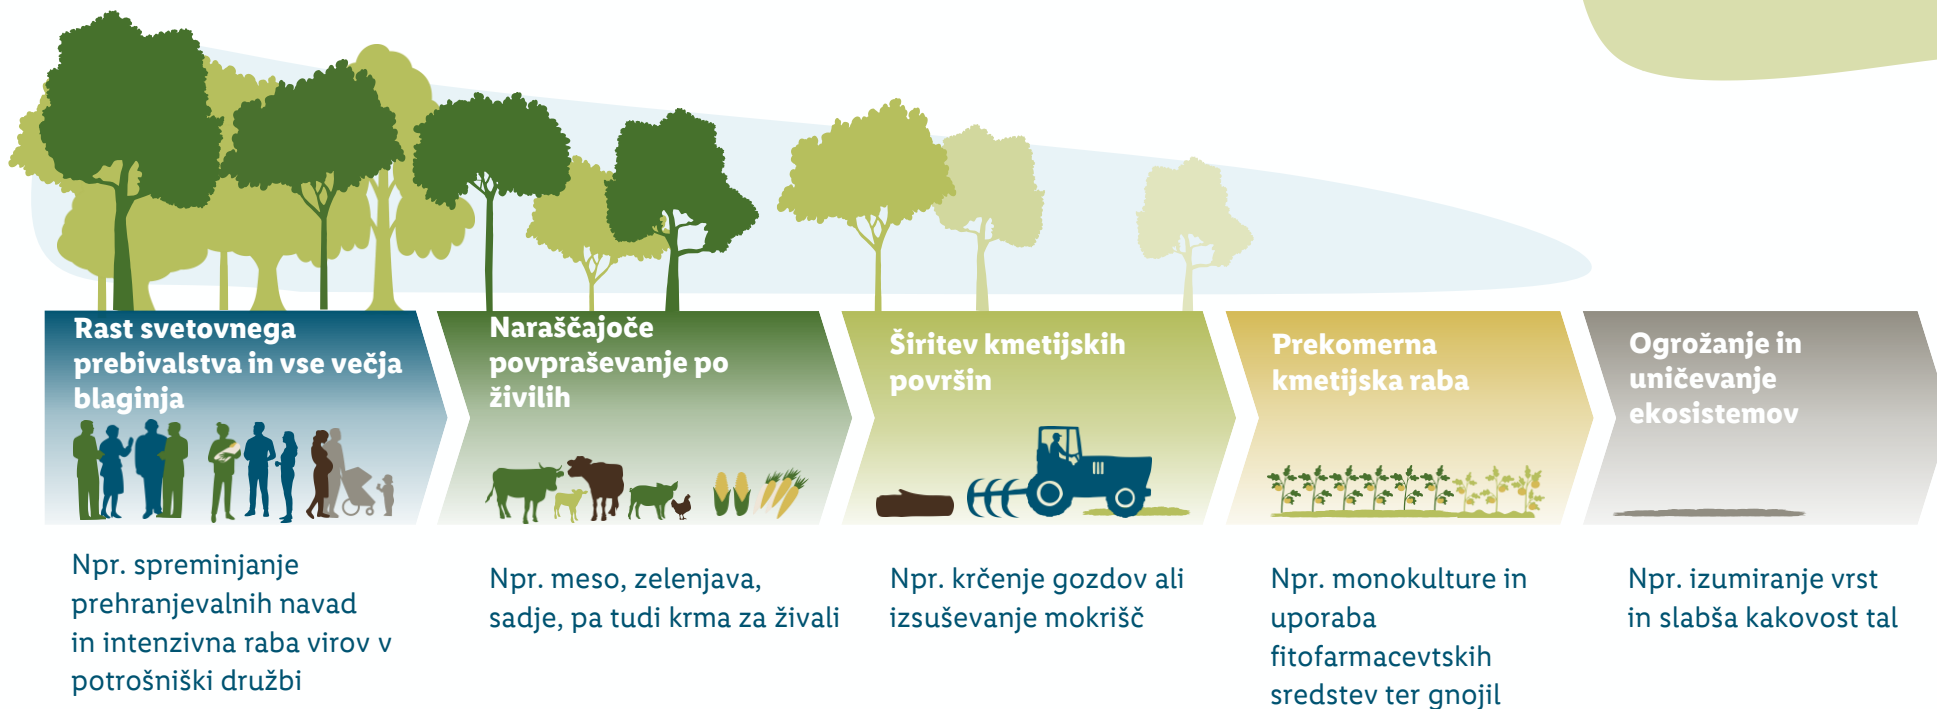 Rast svetovnega
prebivalstva in vse večja
blaginja
Npr. spreminjanje
prehranjevalnih navad
in intenzivna raba virov v
potrošniški družbi
Naraščajoče
povpraševanje po
živilih
Npr. meso, zelenjava,
sadje, pa tudi krma za živali
Širitev kmetijskih
površin
Npr. krčenje gozdov ali
izsuševanje mokrišč
Prekomerna
kmetijska raba
Npr. monokulture in
uporaba
fitofarmacevtskih
sredstev ter gnojil
Ogrožanje in
uničevanje
ekosistemov
Npr. izumiranje vrst
in slabša kakovost tal